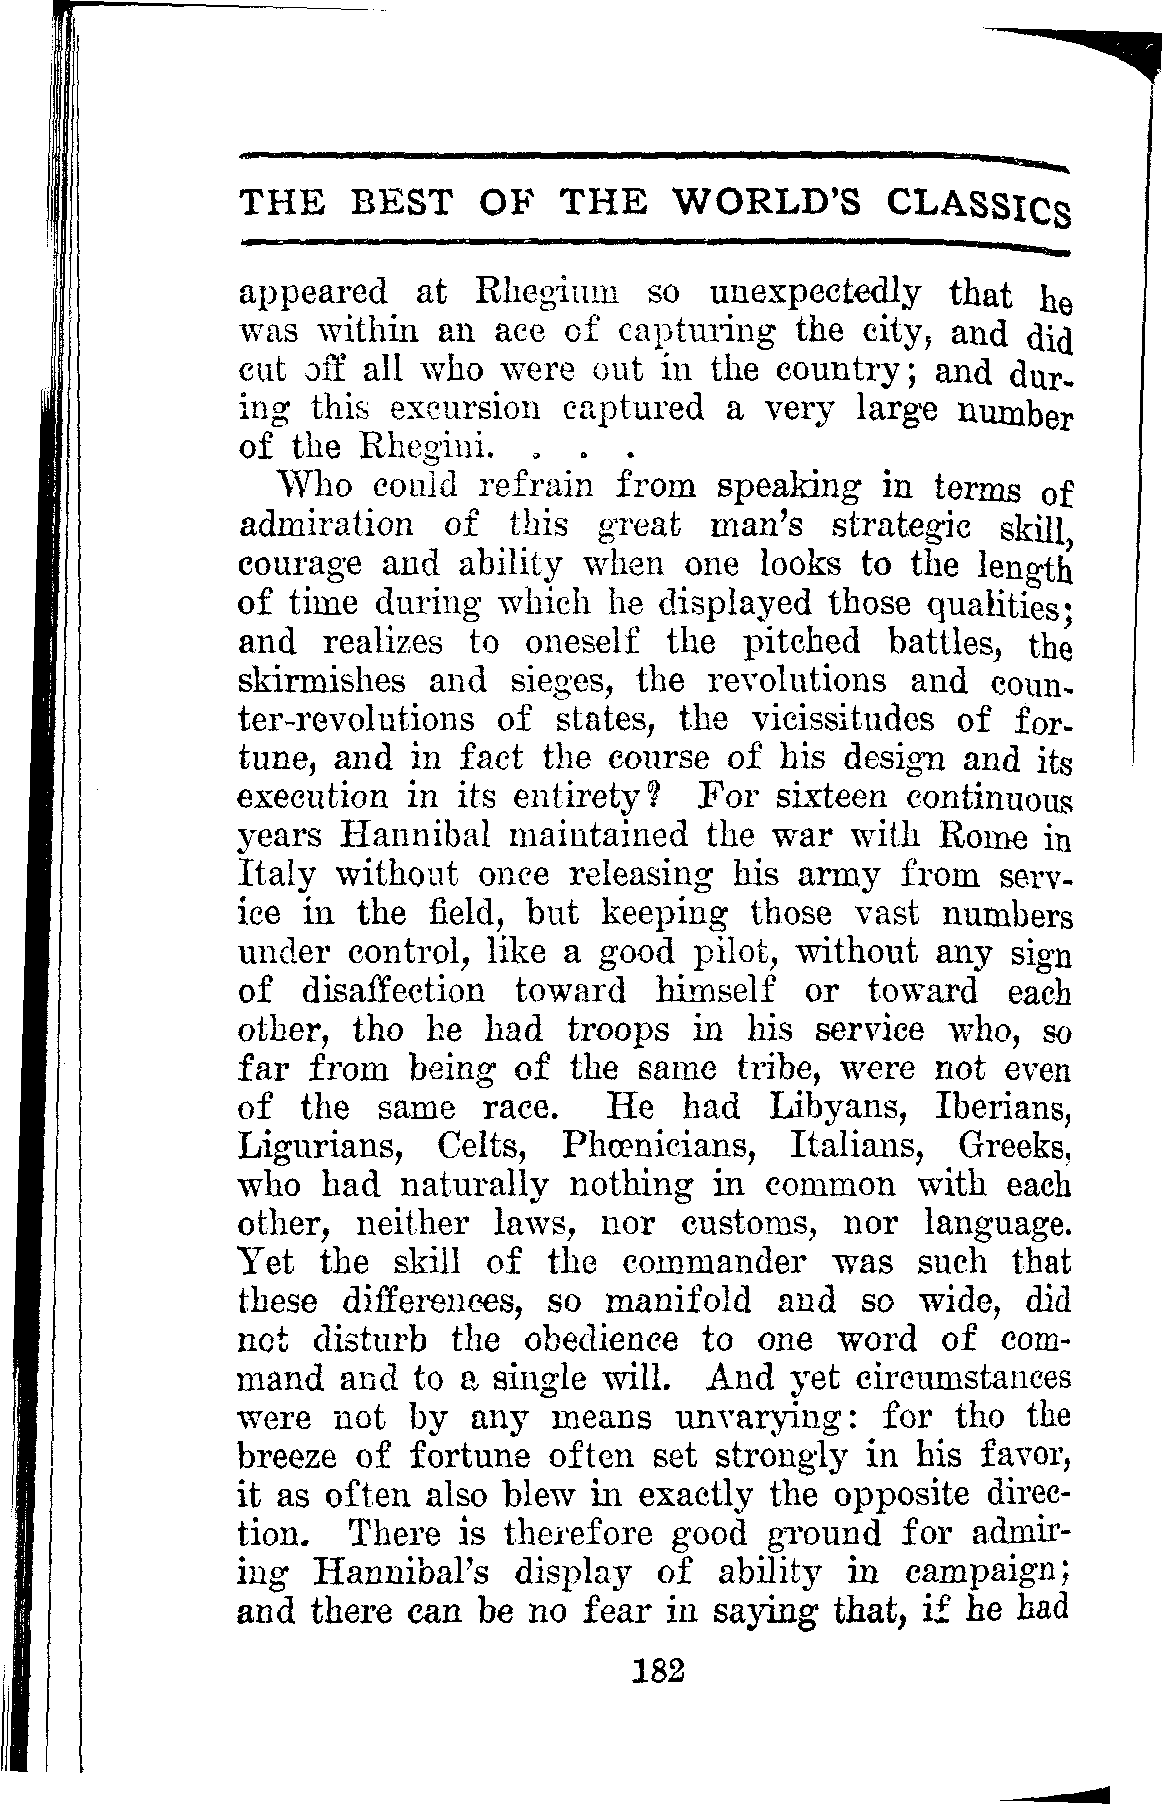 THE BEST OF THE WORLD'S CLASSICS
appeared at Rhegium so unexpectedly that he
was within an ace of capturing the city, and did
cut off all who were out in the country; and dur-
ing this excursion captured a very large number
of the Rhegini. . . .
Who could refrain from speaking in terms of
admiration of this great man's strategic skill,
courage and ability when one looks to the length
of time during which he displayed those qualities;
and realizes to oneself the pitched battles, the
skirmishes and sieges, the revolutions and coun-
ter-revolutions of states, the vicissitudes of for-
tune, and in fact the course of his design and its
execution in its entirety? For sixteen continuous
years Hannibal maintained the war with Rome in
Italy without once releasing his army from serv-
ice in the field, but keeping those vast numbers
under control, like a good pilot, without any sign
of disaffection toward himself or toward each
other, tho he had troops in his service who, so
far from being of the same tribe, were not even
of the same race. He had Libyans, Iberians,
Ligurians, Celts, Phœnicians, Italians, Greeks,
who had naturally nothing in common with each
other, neither laws, nor customs, nor language.
Yet the skill of the commander was such that
these differences, so manifold and so wide, did
not disturb the obedience to one word of com-
mand and to a single will. And yet circumstances
were not by any means unvarying: for tho the
breeze of fortune often set strongly in his favor,
it as often also blew in exactly the opposite direc-
tion. There is therefore good ground for admir-
ing Hannibal's display of ability in campaign;
and there can be no fear in saying that, if he had
182